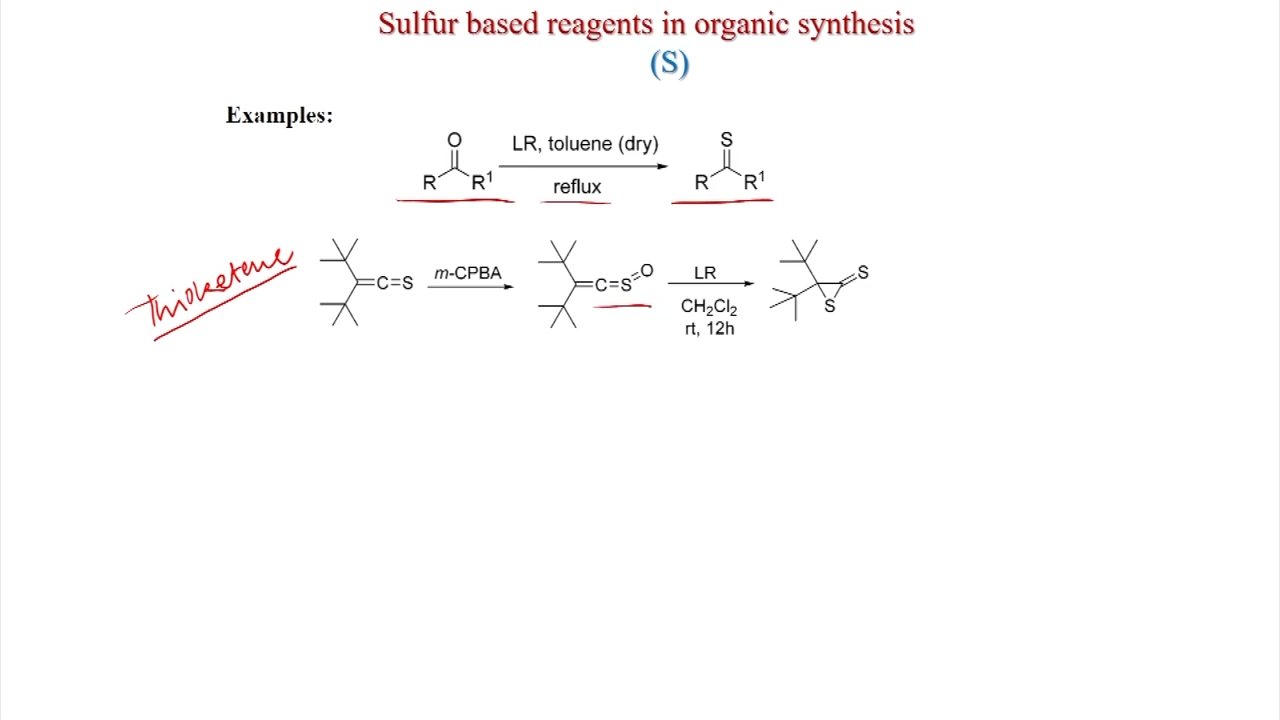 Sulfur based reagents in organic synthesis
(S)
Examples:
O
R R¹
LR, toluene (dry)
reflux
S
R R¹
Thioketene
C=S
m-CPBA
C=S=O
LR
CH₂Cl₂
rt, 12h
S
S